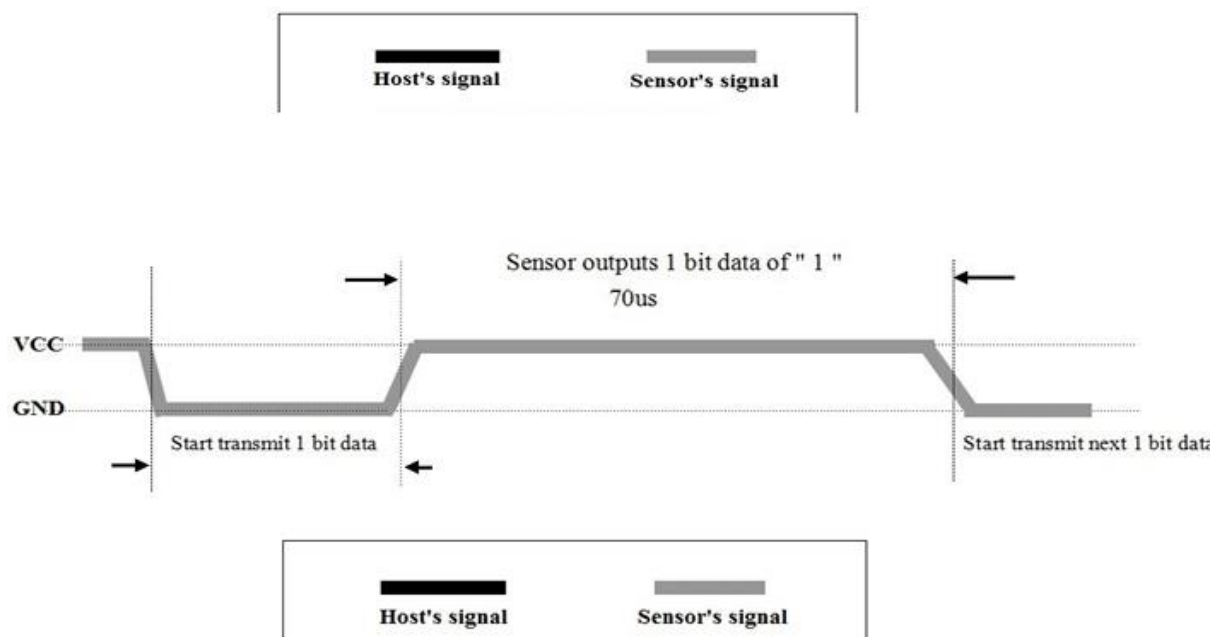 Host's signal Sensor's signal
Sensor outputs 1 bit data of " 1 "
70us
VCC
GND
Start transmit 1 bit data Start transmit next 1 bit data
Host's signal Sensor's signal